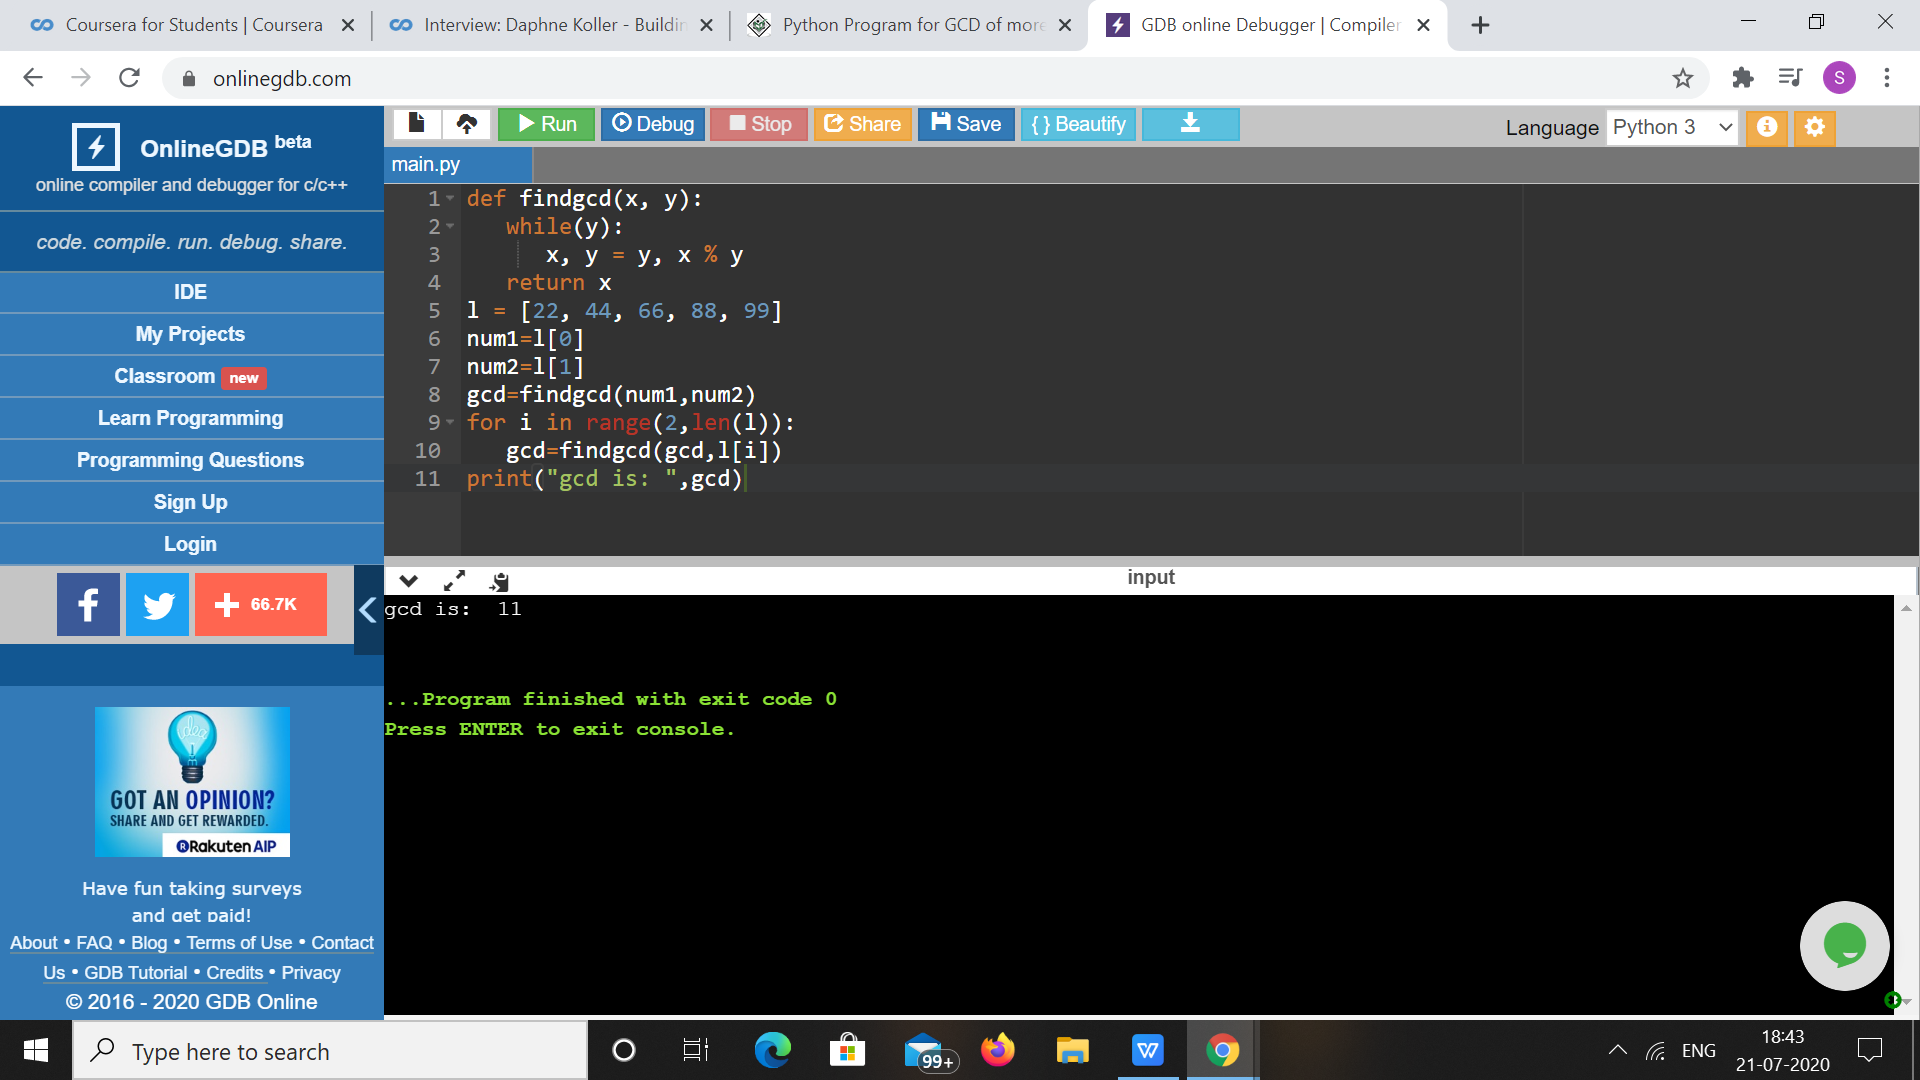 Coursera for Students | Coursera
Interview: Daphne Koller - Buildin
Python Program for GCD of more
GDB online Debugger | Compiler
onlinegdb.com
S
OnlineGDB beta
online compiler and debugger for c/c++
code. compile. run. debug. share.
IDE
My Projects
Classroom new
Learn Programming
Programming Questions
Sign Up
Login
66.7K
idea
GOT AN OPINION?
SHARE AND GET REWARDED.
Rakuten AIP
Have fun taking surveys
and get paid!
About • FAQ • Blog • Terms of Use • Contact
Us • GDB Tutorial • Credits • Privacy
© 2016 - 2020 GDB Online
Run Debug Stop Share Save { } Beautify
Language Python 3
main.py
1 def findgcd(x, y):
2 while(y):
3 x, y = y, x % y
4 return x
5 l = [22, 44, 66, 88, 99]
6 num1=l[0]
7 num2=l[1]
8 gcd=findgcd(num1,num2)
9 for i in range(2,len(l)):
10 gcd=findgcd(gcd,l[i])
11 print("gcd is: ",gcd)
input
gcd is:  11
...Program finished with exit code 0
Press ENTER to exit console.
Type here to search
99+
W
ENG
18:43
21-07-2020